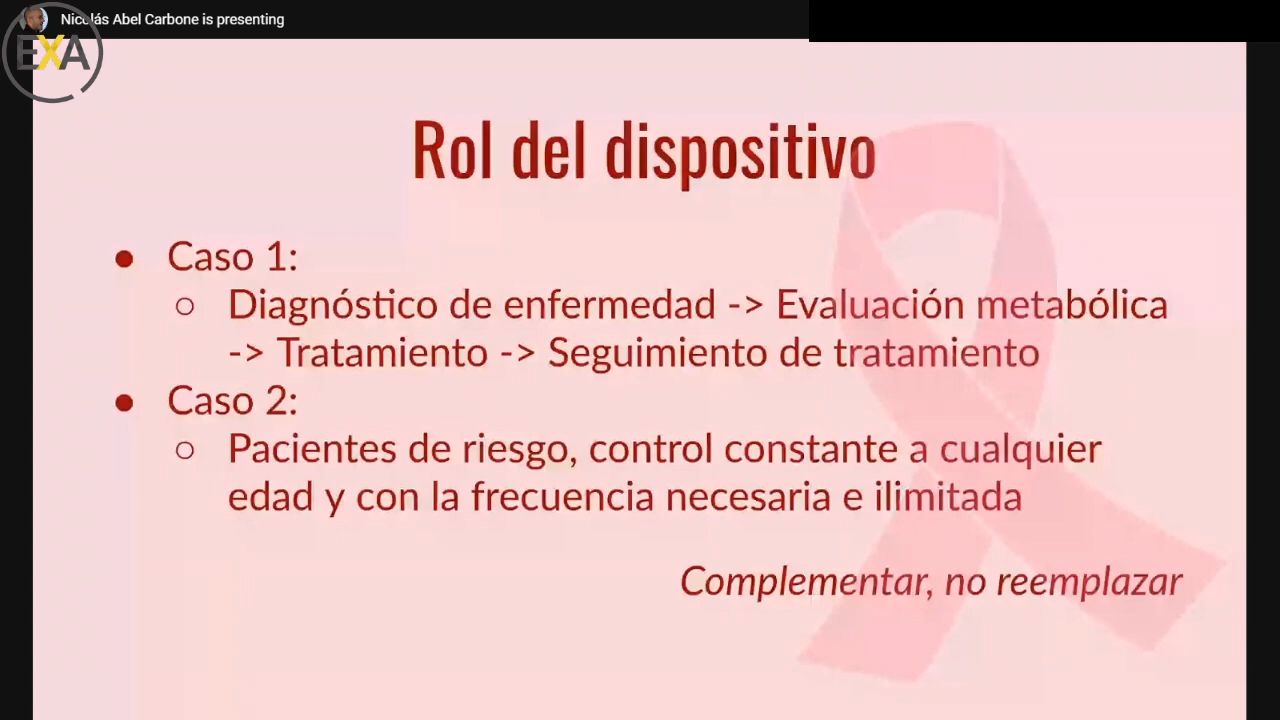 Nicolás Abel Carbone is presenting
EXA
Rol del dispositivo
● Caso 1:
○ Diagnóstico de enfermedad -> Evaluación metabólica
-> Tratamiento -> Seguimiento de tratamiento
● Caso 2:
○ Pacientes de riesgo, control constante a cualquier
edad y con la frecuencia necesaria e ilimitada
Complementar, no reemplazar